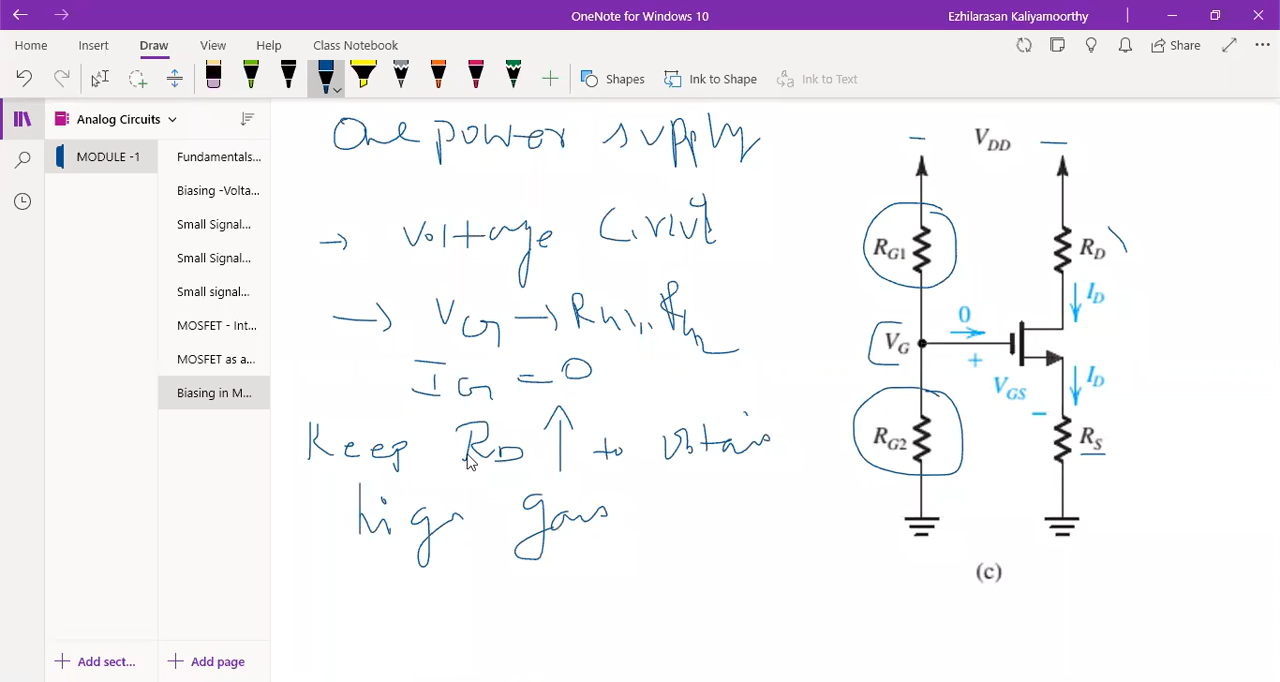 OneNote for Windows 10
Ezhilarasan Kaliyamoorthy
Home Insert Draw View Help Class Notebook
Share
Shapes
Ink to Shape
Ink to Text
Analog Circuits
MODULE -1
Fundamentals...
Biasing -Volta...
Small Signal...
Small Signal...
Small signal...
MOSFET - Int...
MOSFET as a...
Biasing in M...
Add sect...
Add page
One power supply
→ Voltage
→ VG → RG1,
IG = 0
Keep RD ↑ to obtain
high
VDD
RG1
RD
ID
0
VG
+
VGS
−
ID
RG2
RS
(c)